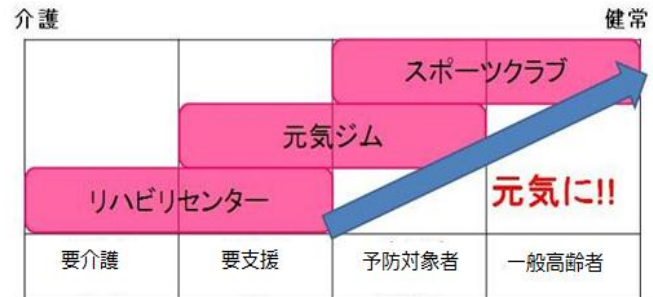 介護 健常
スポーツクラブ
元気ジム
リハビリセンター
元気に!!
要介護 要支援 予防対象者 一般高齢者